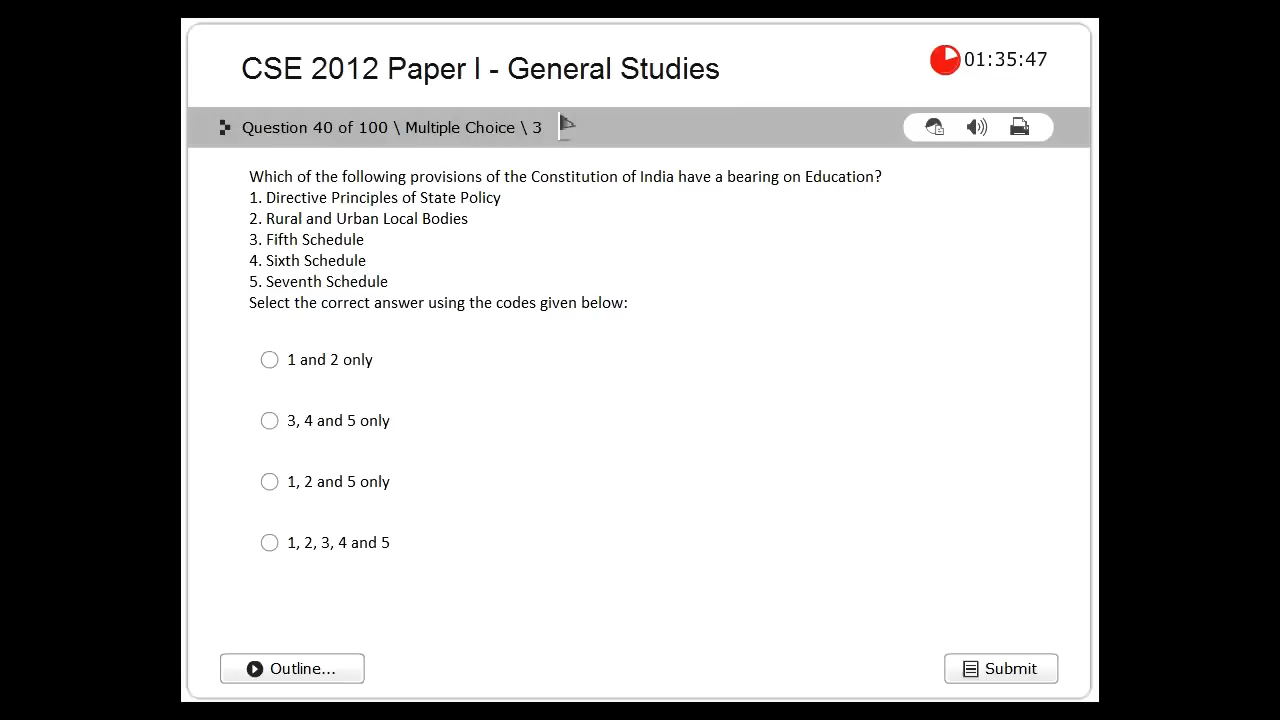 CSE 2012 Paper I - General Studies
01:35:47
Question 40 of 100 \ Multiple Choice \ 3
Which of the following provisions of the Constitution of India have a bearing on Education?
1. Directive Principles of State Policy
2. Rural and Urban Local Bodies
3. Fifth Schedule
4. Sixth Schedule
5. Seventh Schedule
Select the correct answer using the codes given below:
1 and 2 only
3, 4 and 5 only
1, 2 and 5 only
1, 2, 3, 4 and 5
Outline...
Submit